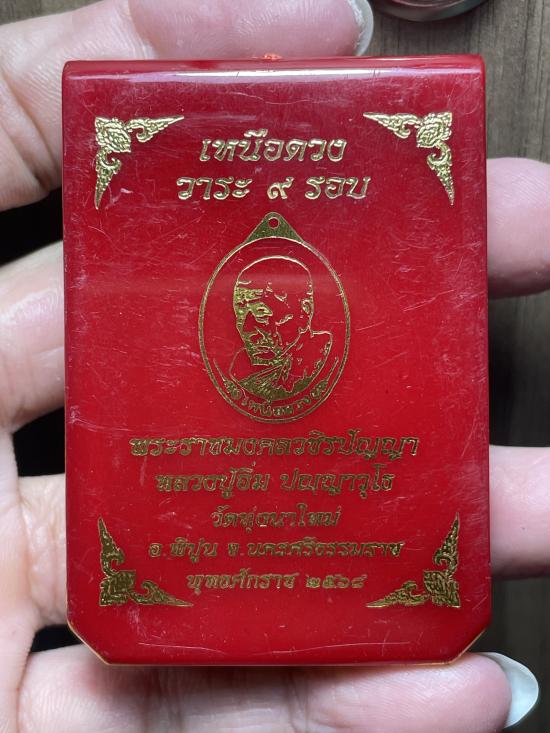 เหนือดวง
วาระ ๙ รอบ
พระราชมงคลวชิรปัญญา
หลวงปู่อิ่ม ปญฺญาวุโธ
วัดทุ่งนาใหม่
อ.พิปูน จ.นครศรีธรรมราช
พุทธศักราช ๒๕๖๘